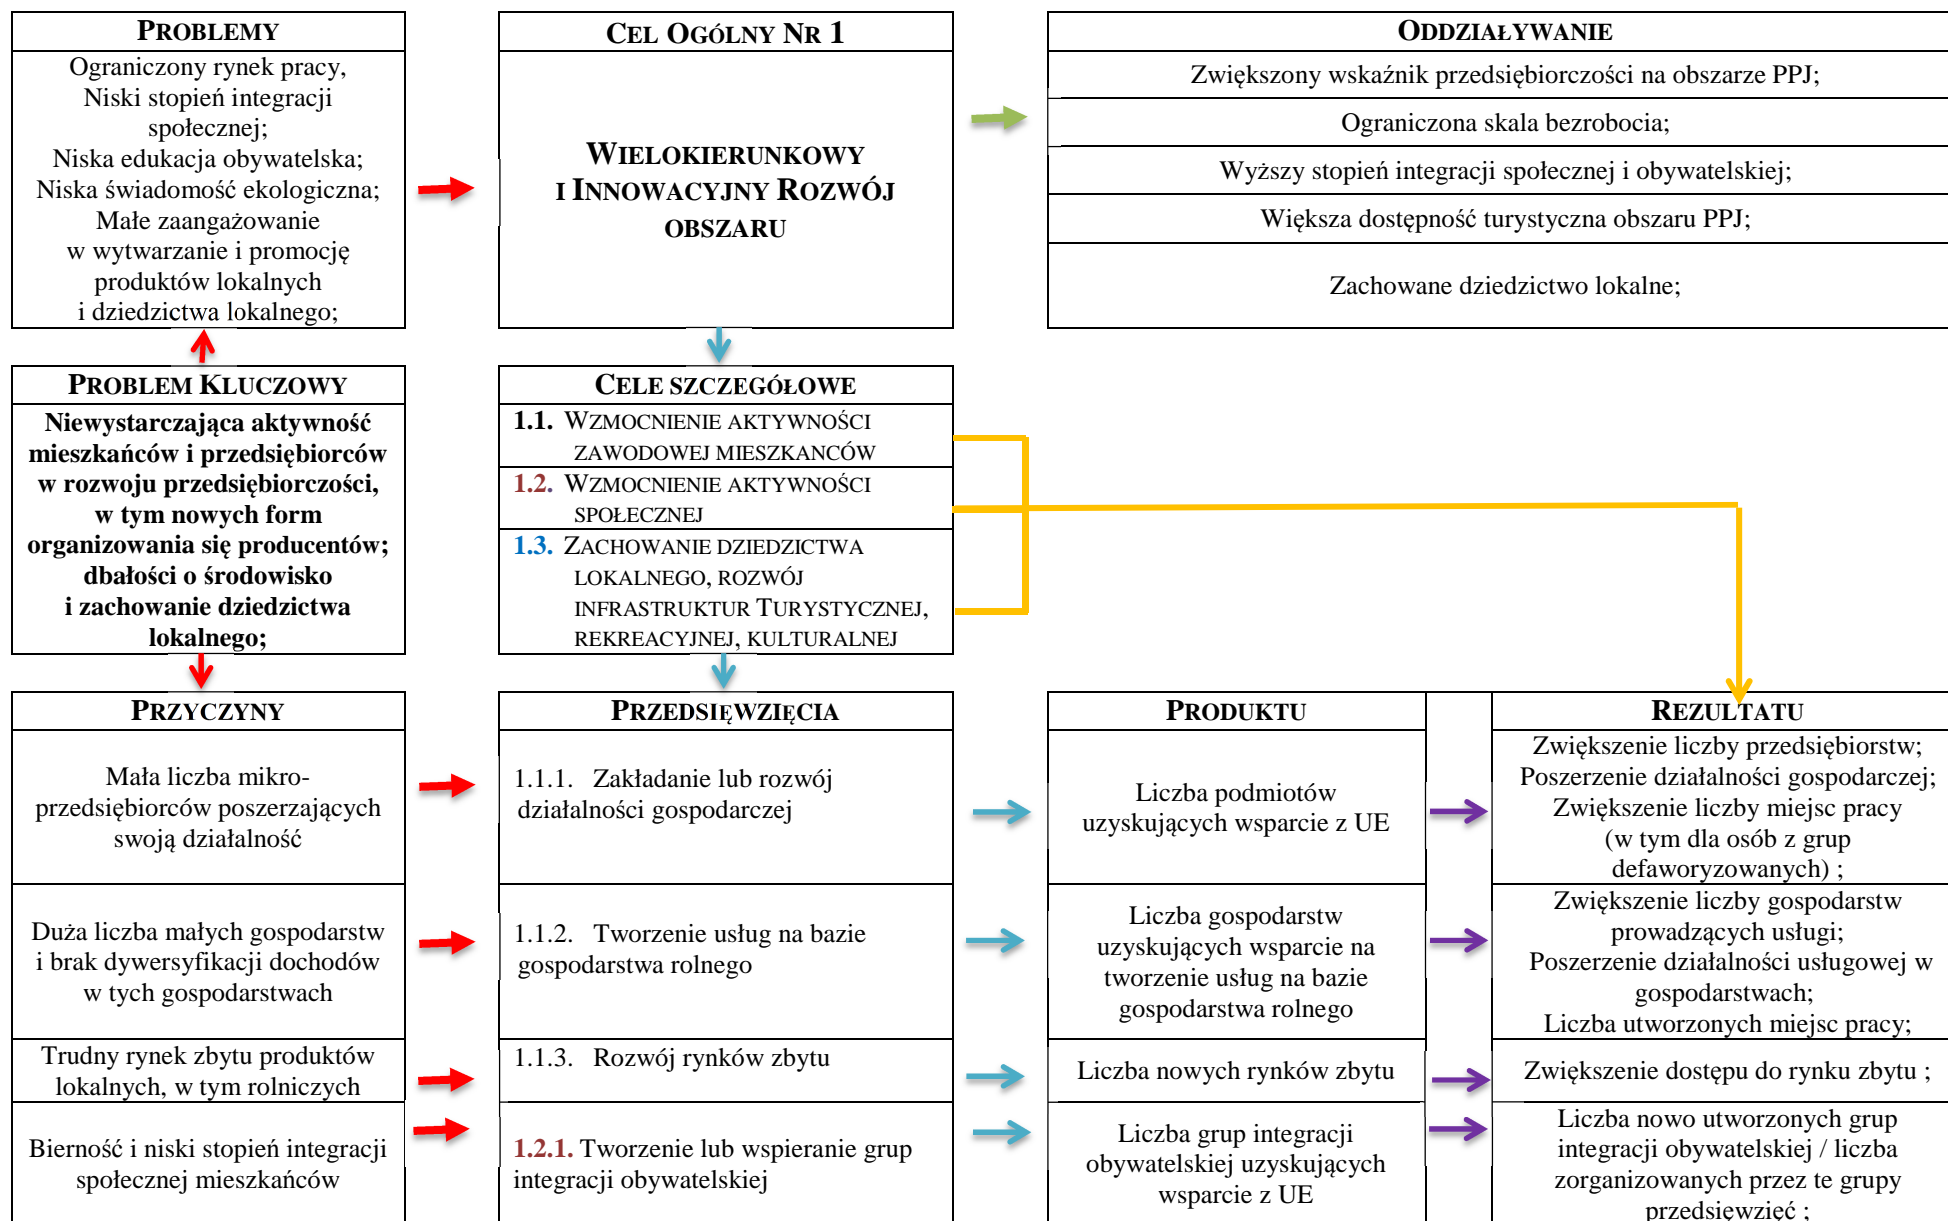 PROBLEMY
Ograniczony rynek pracy,
Niski stopień integracji
społecznej;
Niska edukacja obywatelska;
Niska świadomość ekologiczna;
Małe zaangażowanie
w wytwarzanie i promocję
produktów lokalnych
i dziedzictwa lokalnego;
CEL OGÓLNY NR 1
WIELOKIERUNKOWY
I INNOWACYJNY ROZWÓJ
OBSZARU
ODDZIAŁYWANIE
Zwiększony wskaźnik przedsiębiorczości na obszarze PPJ;
Ograniczona skala bezrobocia;
Wyższy stopień integracji społecznej i obywatelskiej;
Większa dostępność turystyczna obszaru PPJ;
Zachowane dziedzictwo lokalne;
PROBLEM KLUCZOWY
Niewystarczająca aktywność
mieszkańców i przedsiębiorców
w rozwoju przedsiębiorczości,
w tym nowych form
organizowania się producentów;
dbałości o środowisko
i zachowanie dziedzictwa
lokalnego;
CELE SZCZEGÓŁOWE
1.1. WZMOCNIENIE AKTYWNOŚCI
ZAWODOWEJ MIESZKANCÓW
1.2. WZMOCNIENIE AKTYWNOŚCI
SPOŁECZNEJ
1.3. ZACHOWANIE DZIEDZICTWA
LOKALNEGO, ROZWÓJ
INFRASTRUKTUR TURYSTYCZNEJ,
REKREACYJNEJ, KULTURALNEJ
PRZYCZYNY
Mała liczba mikro-
przedsiębiorców poszerzających
swoją działalność
Duża liczba małych gospodarstw
i brak dywersyfikacji dochodów
w tych gospodarstwach
Trudny rynek zbytu produktów
lokalnych, w tym rolniczych
Bierność i niski stopień integracji
społecznej mieszkańców
PRZEDSIĘWZIĘCIA
1.1.1. Zakładanie lub rozwój
działalności gospodarczej
1.1.2. Tworzenie usług na bazie
gospodarstwa rolnego
1.1.3. Rozwój rynków zbytu
1.2.1. Tworzenie lub wspieranie grup
integracji obywatelskiej
PRODUKTU
Liczba podmiotów
uzyskujących wsparcie z UE
Liczba gospodarstw
uzyskujących wsparcie na
tworzenie usług na bazie
gospodarstwa rolnego
Liczba nowych rynków zbytu
Liczba grup integracji
obywatelskiej uzyskujących
wsparcie z UE
REZULTATU
Zwiększenie liczby przedsiębiorstw;
Poszerzenie działalności gospodarczej;
Zwiększenie liczby miejsc pracy
(w tym dla osób z grup
defaworyzowanych) ;
Zwiększenie liczby gospodarstw
prowadzących usługi;
Poszerzenie działalności usługowej w
gospodarstwach;
Liczba utworzonych miejsc pracy;
Zwiększenie dostępu do rynku zbytu ;
Liczba nowo utworzonych grup
integracji obywatelskiej / liczba
zorganizowanych przez te grupy
przedsięwzięć ;